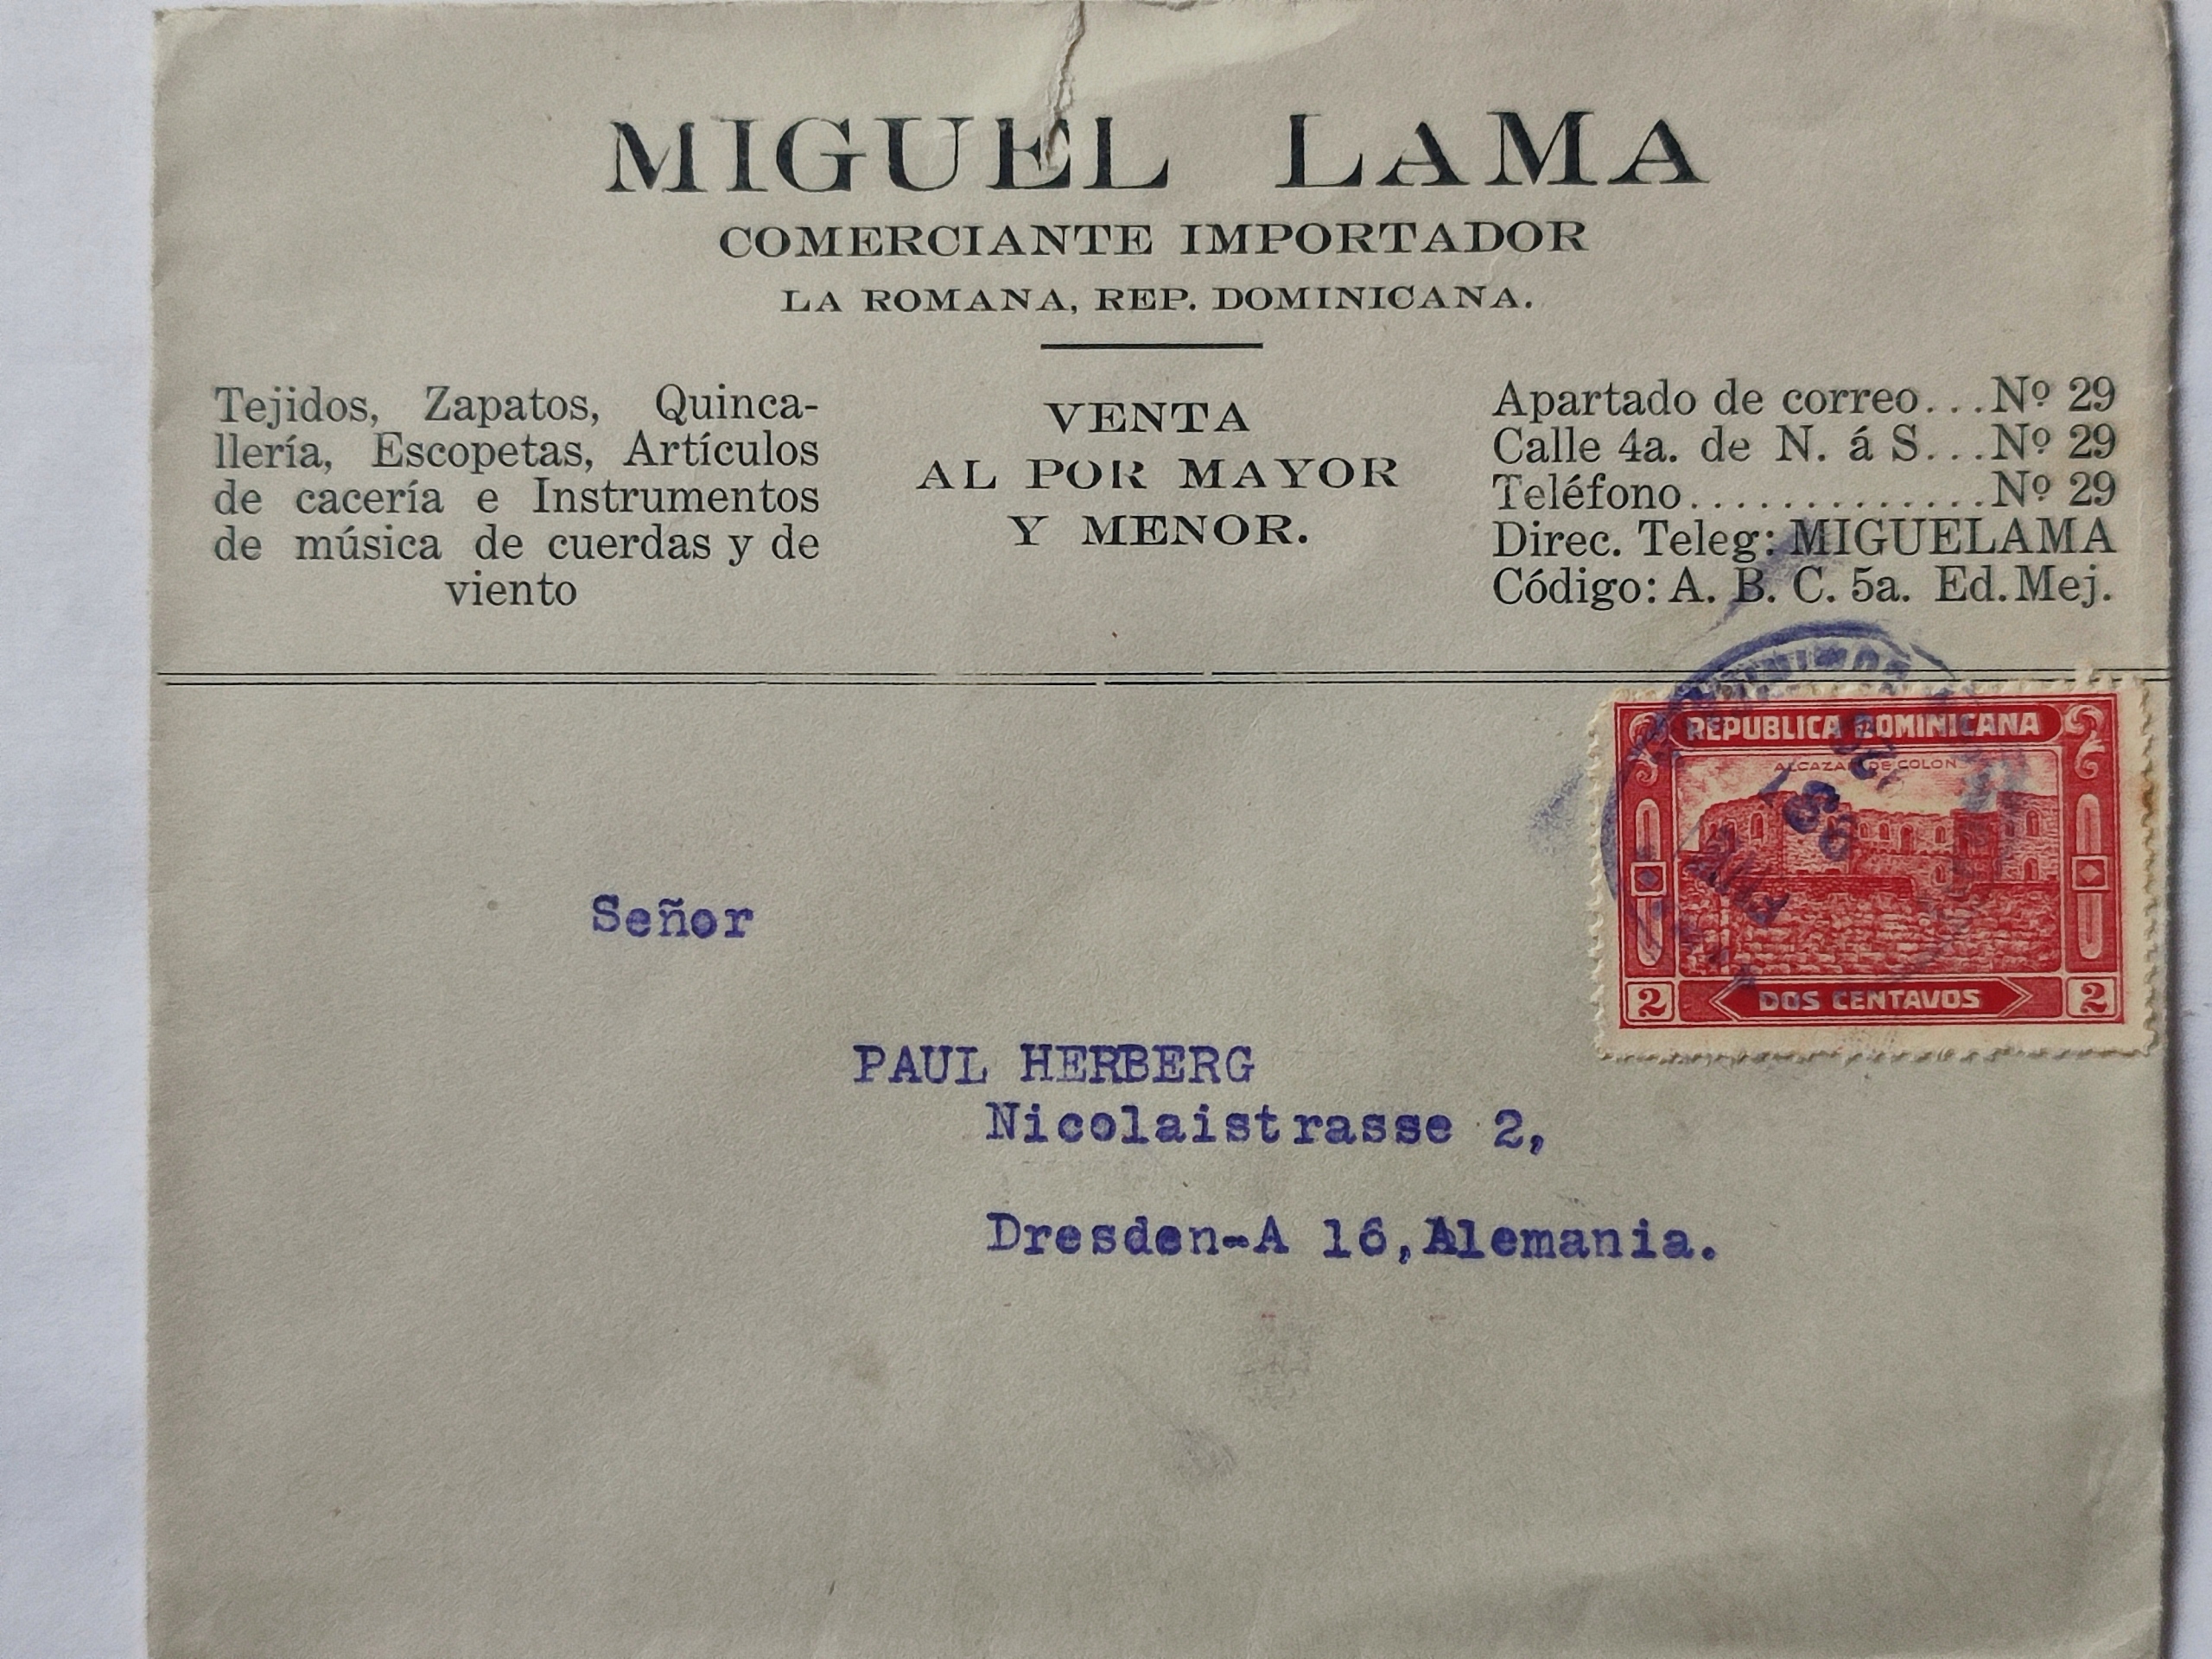 MIGUEL LAMA
COMERCIANTE IMPORTADOR
LA ROMANA, REP. DOMINICANA.
Tejidos, Zapatos, Quinca-
llería, Escopetas, Artículos
de cacería e Instrumentos
de música de cuerdas y de
viento
VENTA
AL POR MAYOR
Y MENOR.
Apartado de correo...Nº 29
Calle 4a. de N. á S...Nº 29
Teléfono.............Nº 29
Direc. Teleg: MIGUELAMA
Código: A. B. C. 5a. Ed. Mej.
REPUBLICA DOMINICANA
ALCAZAR DE COLON
2 DOS CENTAVOS 2
Señor
PAUL HERBERG
Nicolaistrasse 2,
Dresden-A 16,Alemania.